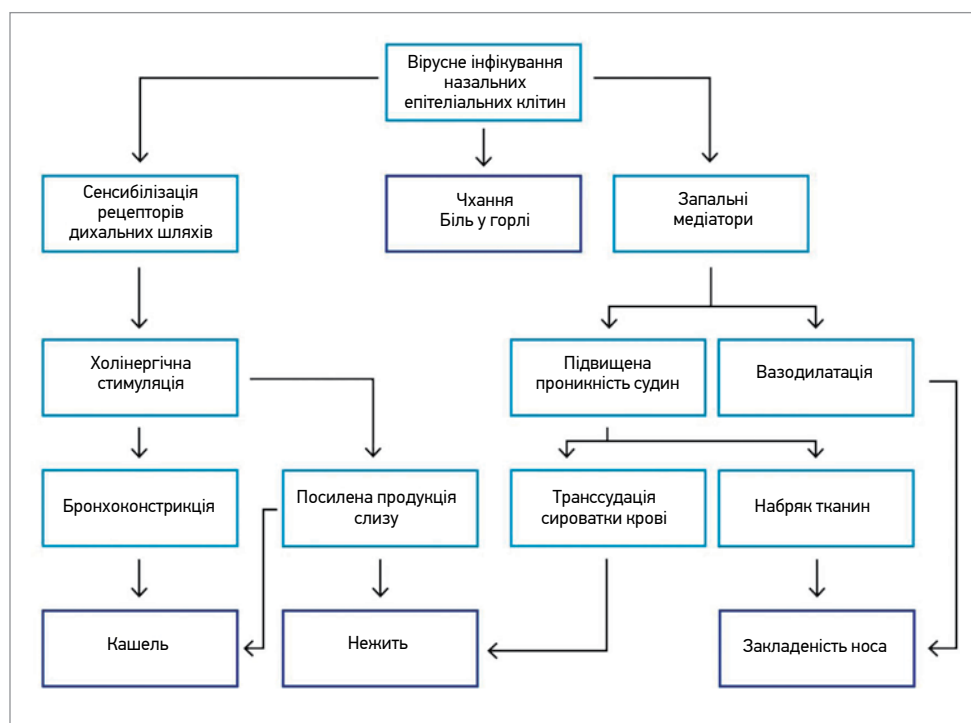 Вірусне інфікування
назальних
епітеліальних клітин
Сенсибілізація
рецепторів
дихальних шляхів
Чхання
Біль у горлі
Запальні
медіатори
Холінергічна
стимуляція
Підвищена
проникність судин
Вазодилатація
Бронхоконстрикція
Посилена продукція
слизу
Транссудація
сироватки крові
Набряк тканин
Кашель
Нежить
Закладеність носа